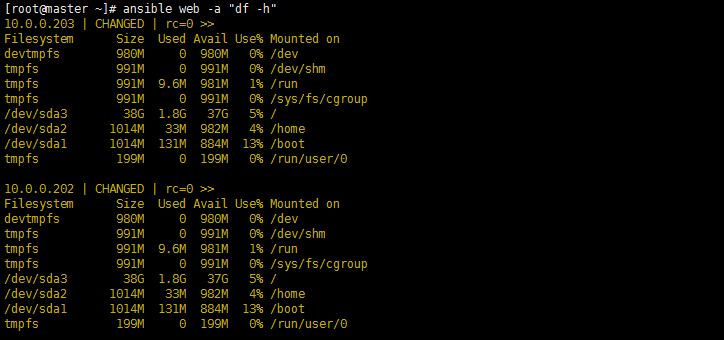 [root@master ~]# ansible web -a "df -h"
10.0.0.203 | CHANGED | rc=0 >>
Filesystem      Size  Used Avail Use% Mounted on
devtmpfs        980M     0  980M   0% /dev
tmpfs           991M     0  991M   0% /dev/shm
tmpfs           991M  9.6M  981M   1% /run
tmpfs           991M     0  991M   0% /sys/fs/cgroup
/dev/sda3        38G  1.8G   37G   5% /
/dev/sda2      1014M   33M  982M   4% /home
/dev/sda1      1014M  131M  884M  13% /boot
tmpfs           199M     0  199M   0% /run/user/0

10.0.0.202 | CHANGED | rc=0 >>
Filesystem      Size  Used Avail Use% Mounted on
devtmpfs        980M     0  980M   0% /dev
tmpfs           991M     0  991M   0% /dev/shm
tmpfs           991M  9.6M  981M   1% /run
tmpfs           991M     0  991M   0% /sys/fs/cgroup
/dev/sda3        38G  1.8G   37G   5% /
/dev/sda2      1014M   33M  982M   4% /home
/dev/sda1      1014M  131M  884M  13% /boot
tmpfs           199M     0  199M   0% /run/user/0